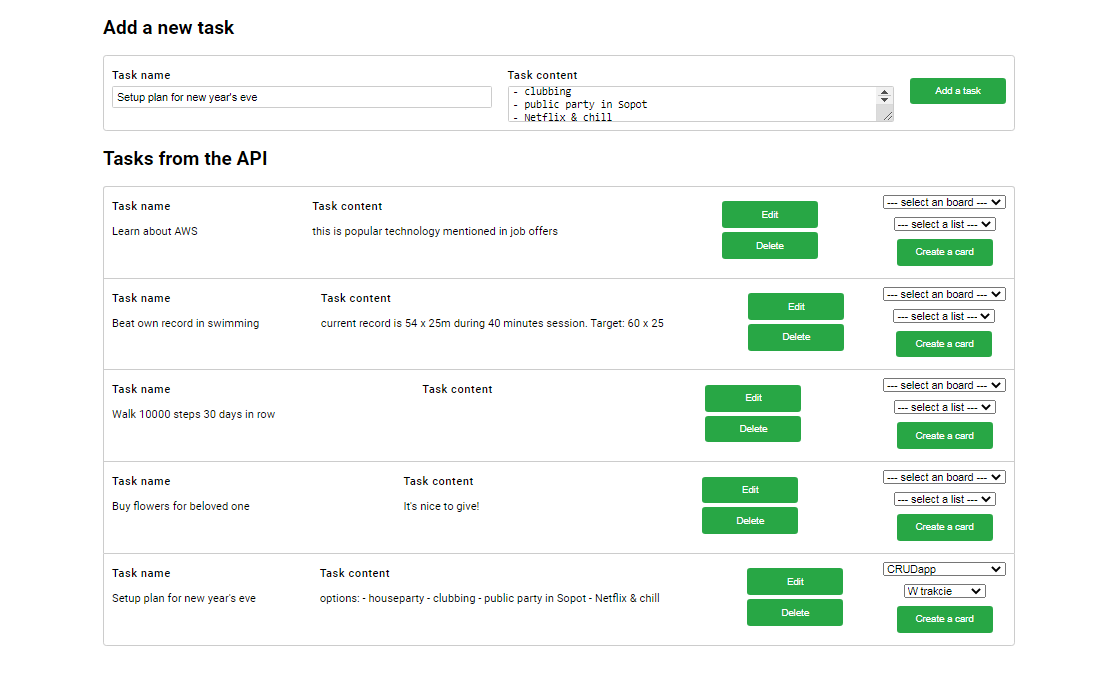 Add a new task
Task name
Task content
Setup plan for new year's eve
- clubbing
- public party in Sopot
- Netflix & chill
Add a task
Tasks from the API
Task name
Task content
Learn about AWS
this is popular technology mentioned in job offers
Edit
Delete
--- select an board ---
--- select a list ---
Create a card
Task name
Task content
Beat own record in swimming
current record is 54 x 25m during 40 minutes session. Target: 60 x 25
Edit
Delete
--- select an board ---
--- select a list ---
Create a card
Task name
Task content
Walk 10000 steps 30 days in row
Edit
Delete
--- select an board ---
--- select a list ---
Create a card
Task name
Task content
Buy flowers for beloved one
It's nice to give!
Edit
Delete
--- select an board ---
--- select a list ---
Create a card
Task name
Task content
Setup plan for new year's eve
options: - houseparty - clubbing - public party in Sopot - Netflix & chill
Edit
Delete
CRUDapp
W trakcie
Create a card